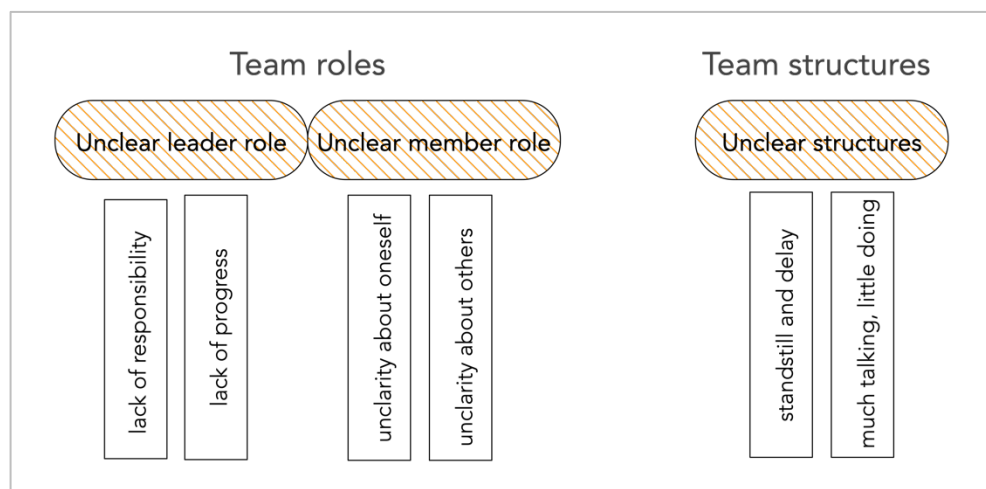 Team roles
Team structures
Unclear leader role
Unclear member role
Unclear structures
lack of responsibility
lack of progress
unclarity about oneself
unclarity about others
standstill and delay
much talking, little doing